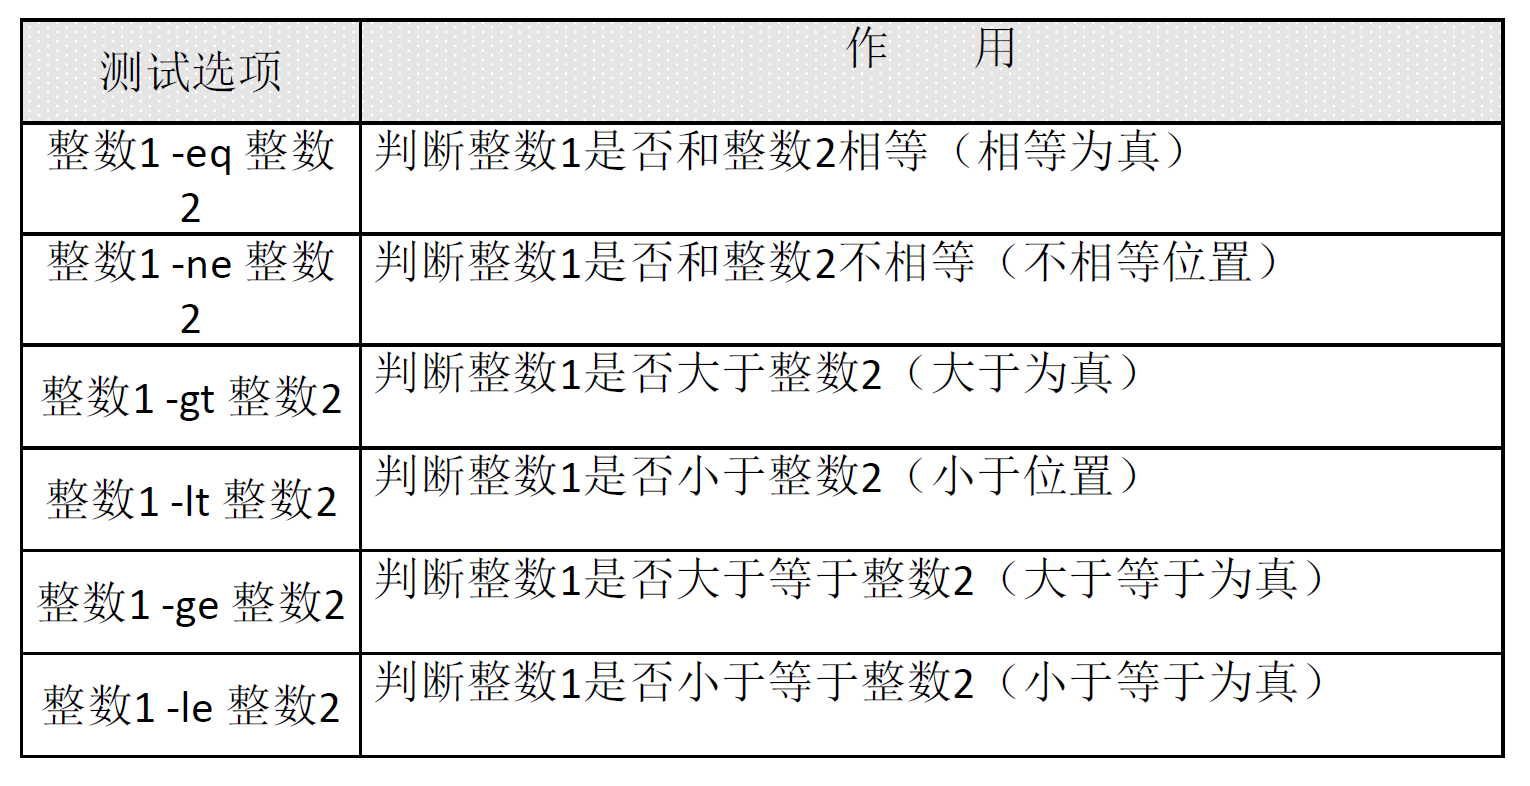 测试选项
作 用
整数1 -eq 整数
2
判断整数1是否和整数2相等（相等为真）
整数1 -ne 整数
2
判断整数1是否和整数2不相等（不相等位置）
整数1 -gt 整数2
判断整数1是否大于整数2（大于为真）
整数1 -lt 整数2
判断整数1是否小于整数2（小于位置）
整数1 -ge 整数2
判断整数1是否大于等于整数2（大于等于为真）
整数1 -le 整数2
判断整数1是否小于等于整数2（小于等于为真）